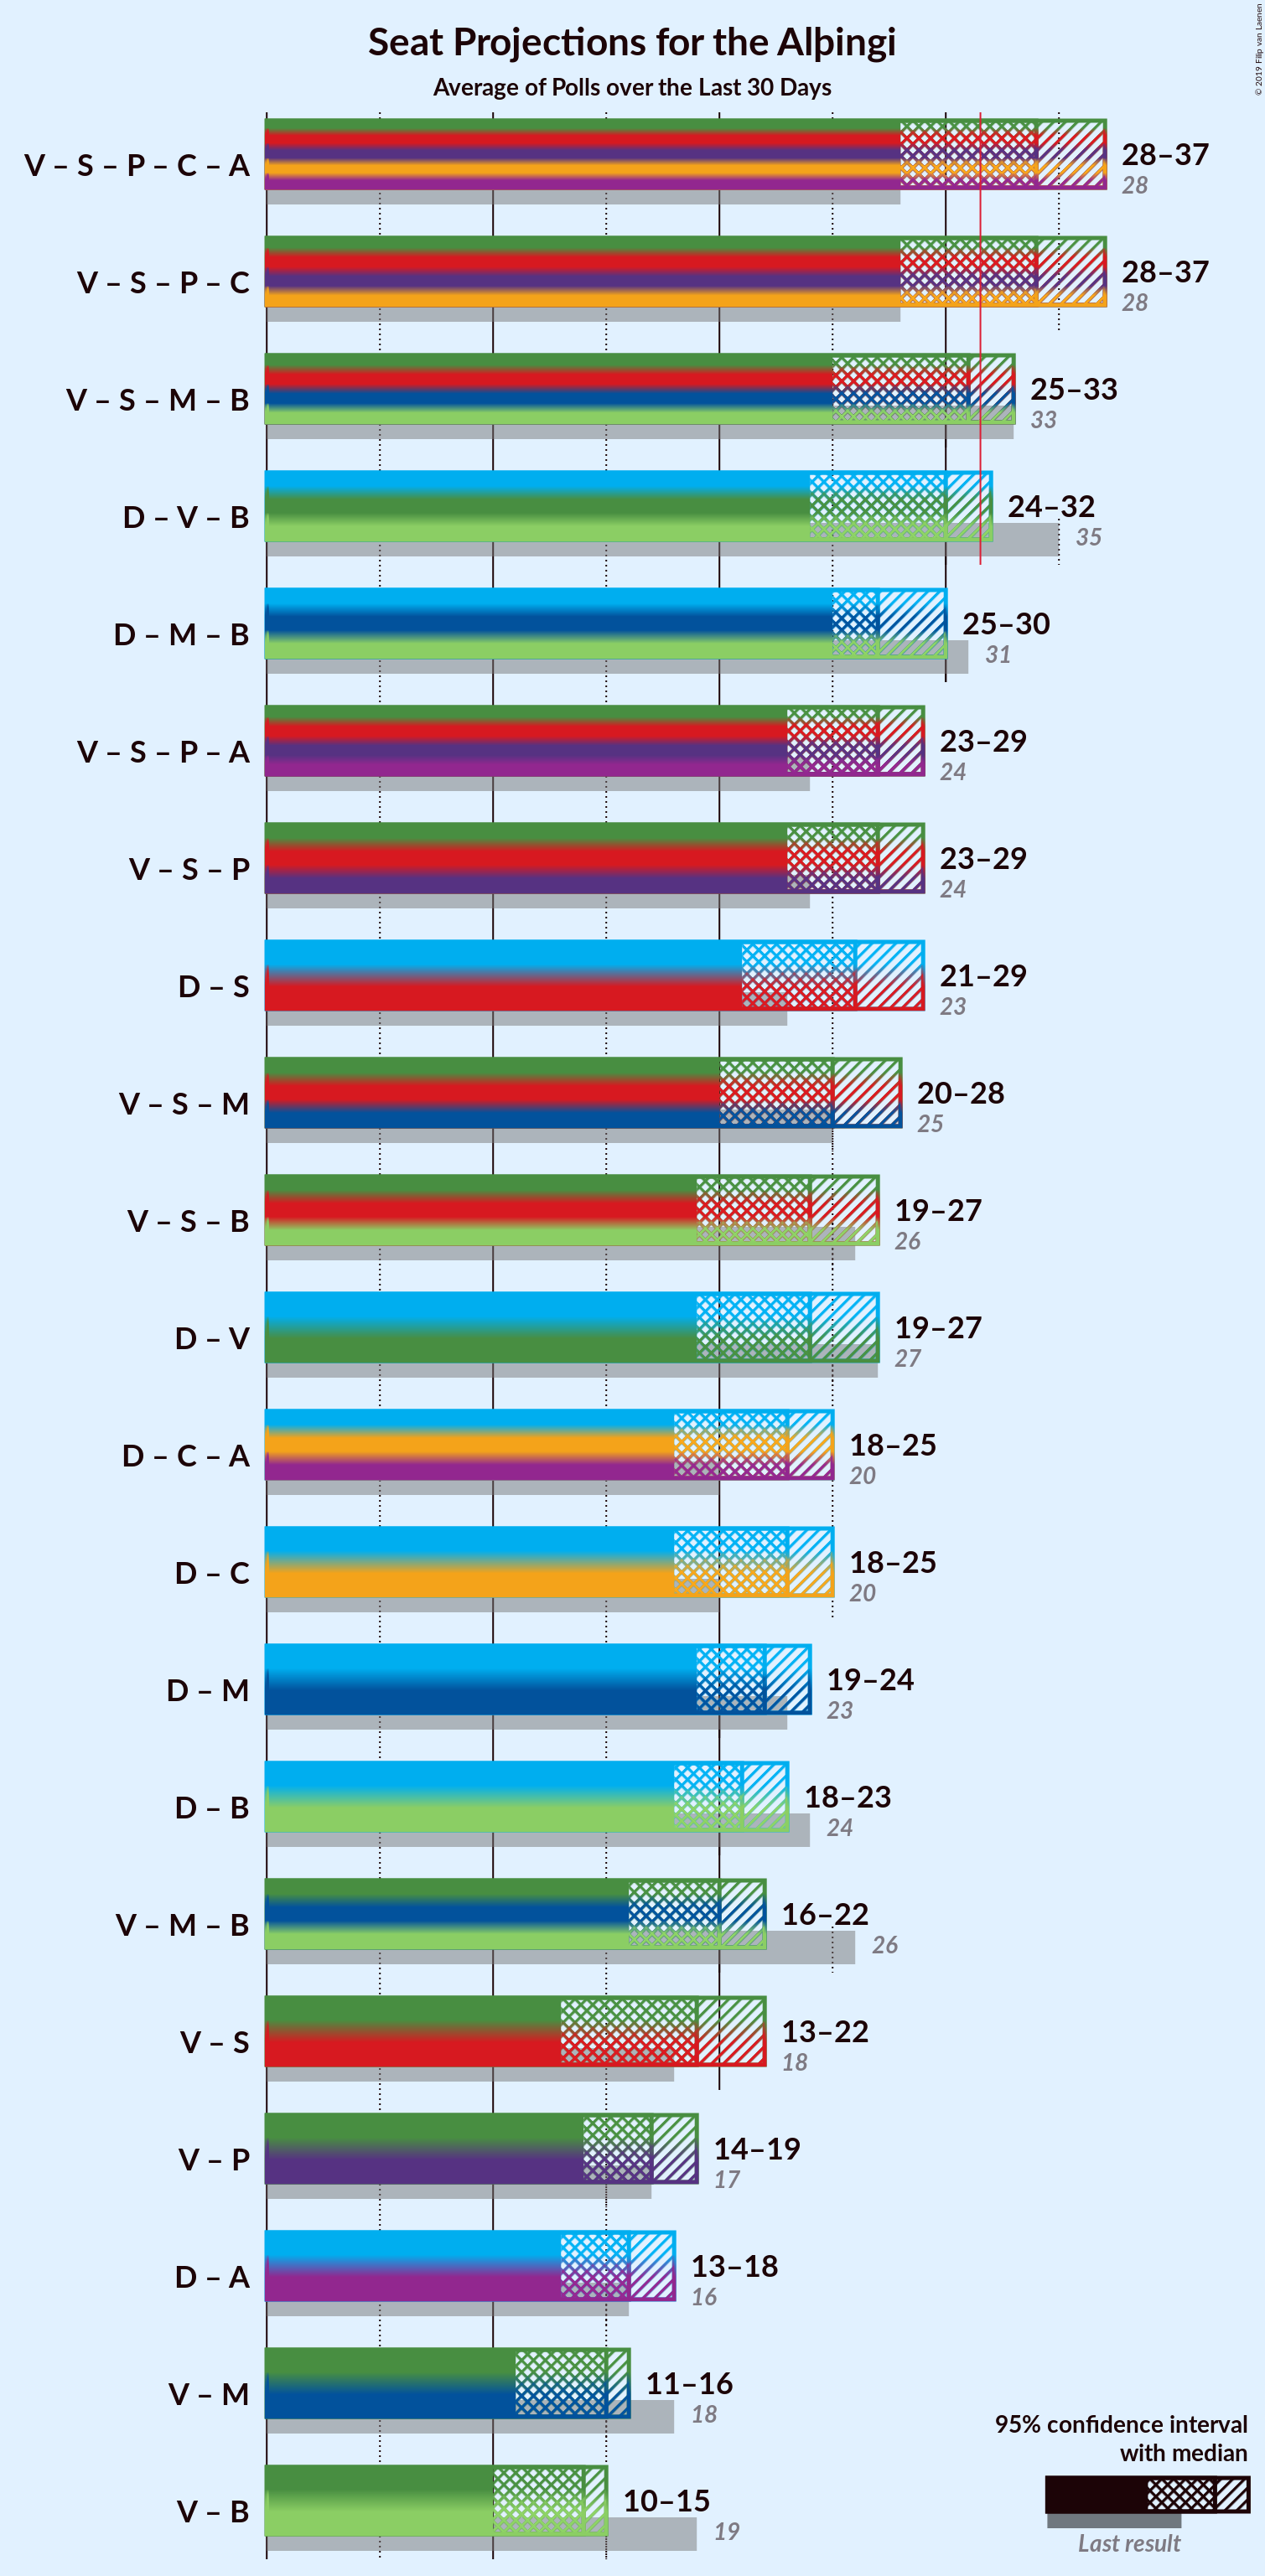 Seat Projections for the Alþingi
Average of Polls over the Last 30 Days
© 2019 Filip van Laenen
V – S – P – C – A
28–37
28
V – S – P – C
28–37
28
V – S – M – B
25–33
33
D – V – B
24–32
35
D – M – B
25–30
31
V – S – P – A
23–29
24
V – S – P
23–29
24
D – S
21–29
23
V – S – M
20–28
25
V – S – B
19–27
26
D – V
19–27
27
D – C – A
18–25
20
D – C
18–25
20
D – M
19–24
23
D – B
18–23
24
V – M – B
16–22
26
V – S
13–22
18
V – P
14–19
17
D – A
13–18
16
V – M
11–16
18
V – B
10–15
19
95% confidence interval
with median
Last result